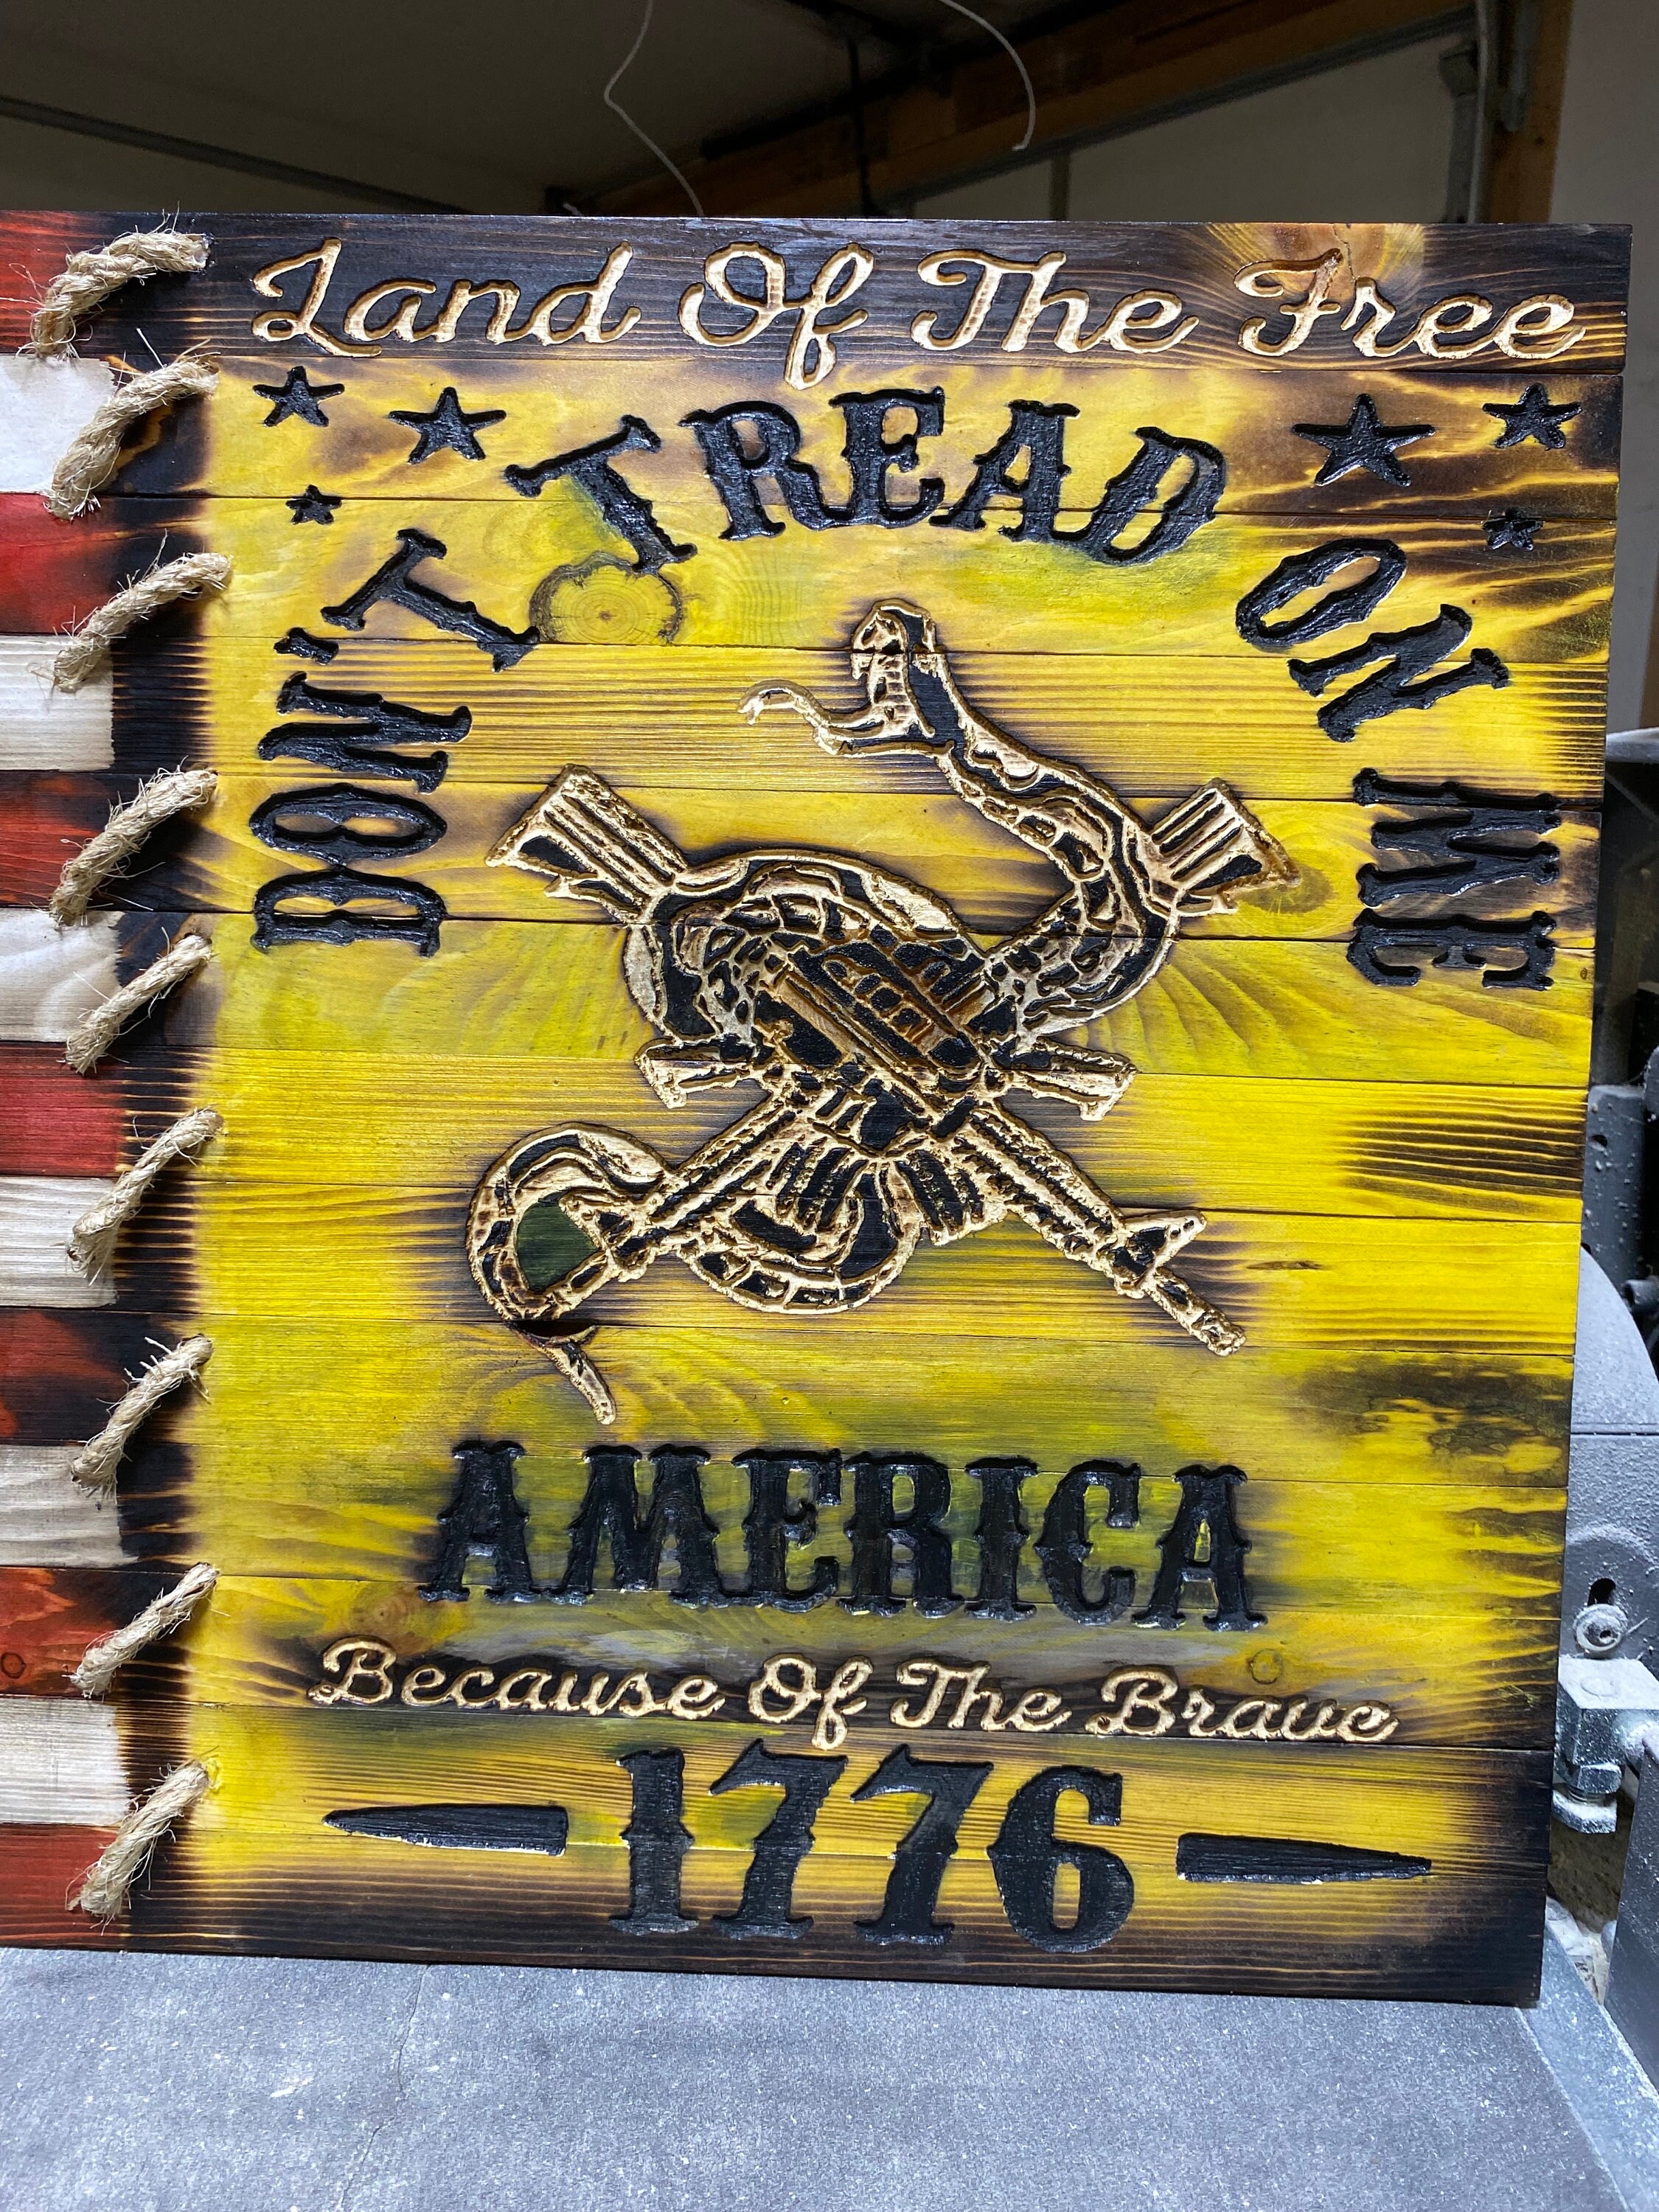 Land Of The Free
DON'T TREAD ON ME
AMERICA
Because Of The Brave
1776